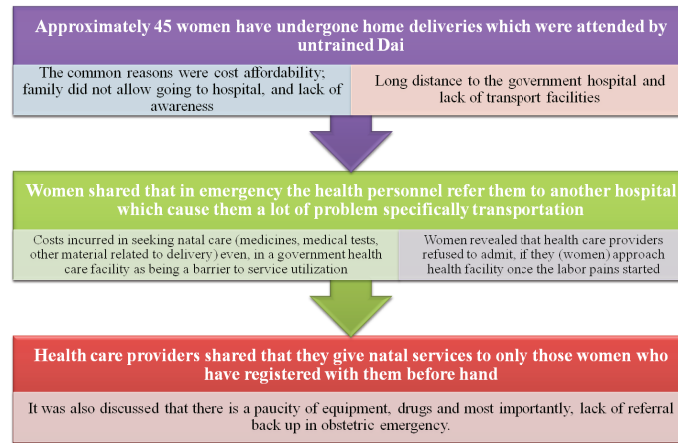 Approximately 45 women have undergone home deliveries which were attended by
untrained Dai
The common reasons were cost affordability;
family did not allow going to hospital, and lack of
awareness
Long distance to the government hospital and
lack of transport facilities
Women shared that in emergency the health personnel refer them to another hospital
which cause them a lot of problem specifically transportation
Costs incurred in seeking natal care (medicines, medical tests,
other material related to delivery) even, in a government health
care facility as being a barrier to service utilization
Women revealed that health care providers
refused to admit, if they (women) approach
health facility once the labor pains started
Health care providers shared that they give natal services to only those women who
have registered with them before hand
It was also discussed that there is a paucity of equipment, drugs and most importantly, lack of referral
back up in obstetric emergency.